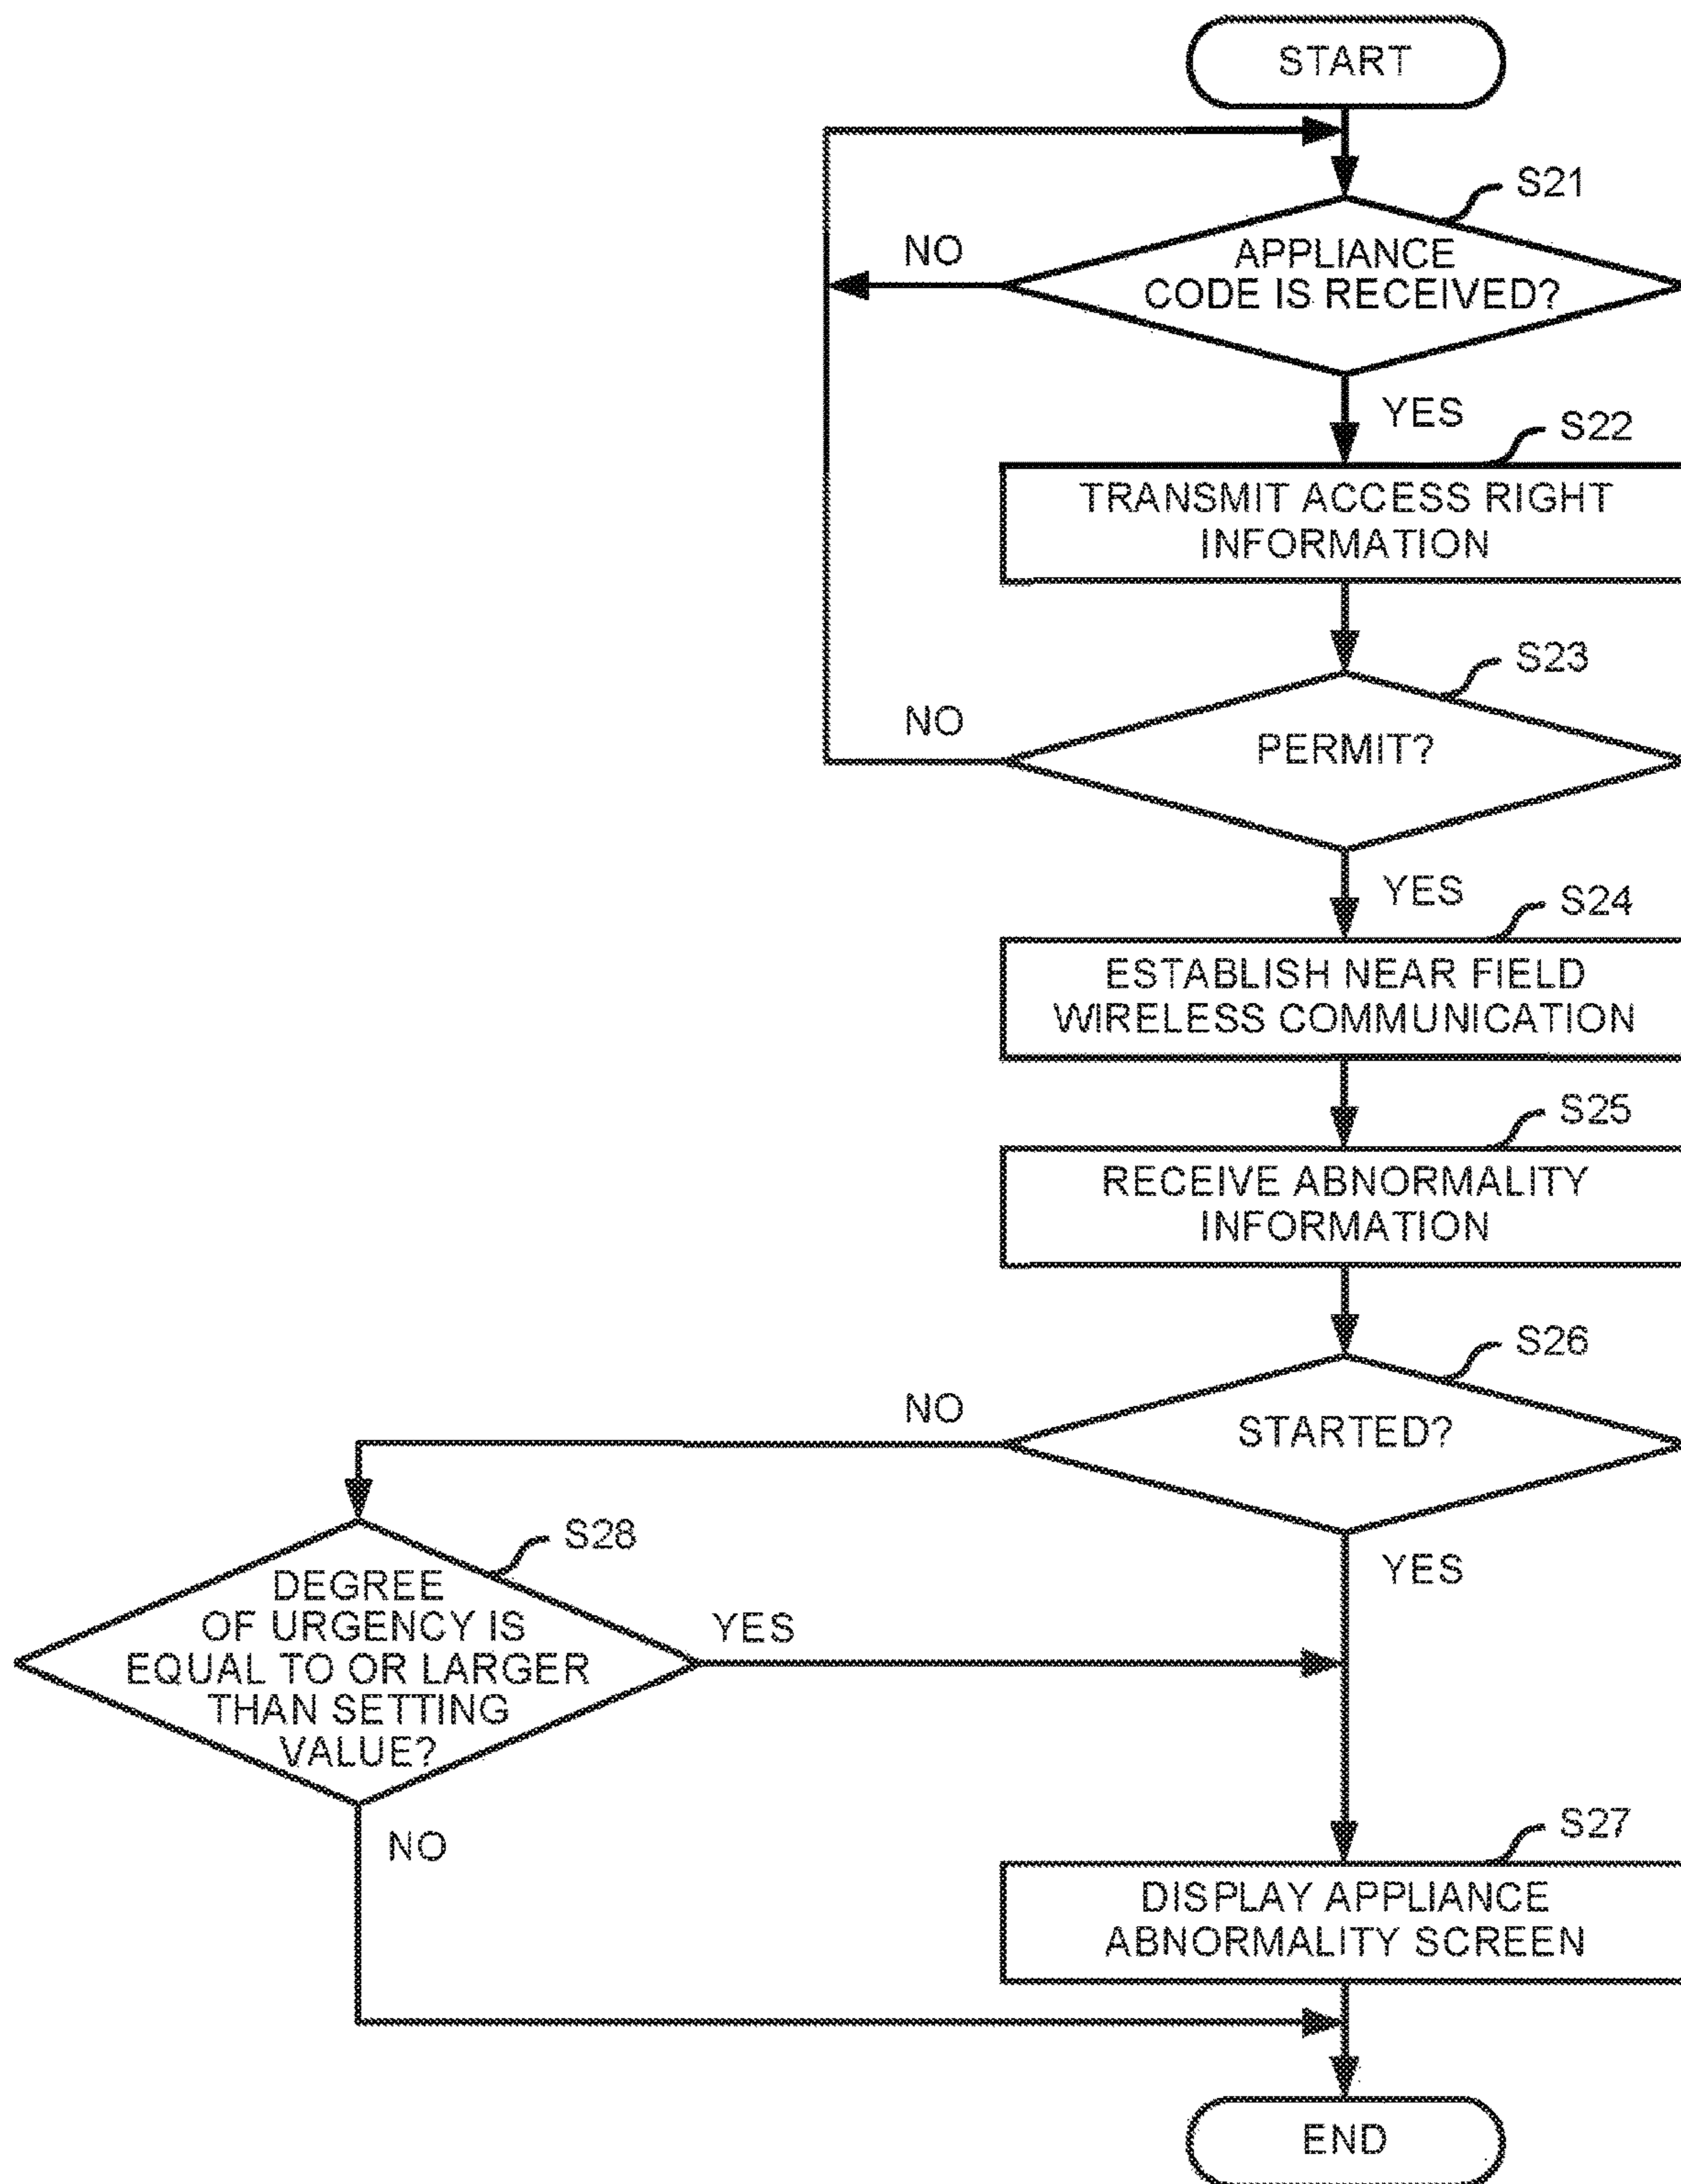 START
S21
NO
APPLIANCE
CODE IS RECEIVED?
YES
S22
TRANSMIT ACCESS RIGHT
INFORMATION
S23
NO
PERMIT?
YES
S24
ESTABLISH NEAR FIELD
WIRELESS COMMUNICATION
S25
RECEIVE ABNORMALITY
INFORMATION
S26
NO
STARTED?
YES
S28
DEGREE
OF URGENCY IS
EQUAL TO OR LARGER
THAN SETTING
VALUE?
YES
NO
S27
DISPLAY APPLIANCE
ABNORMALITY SCREEN
END